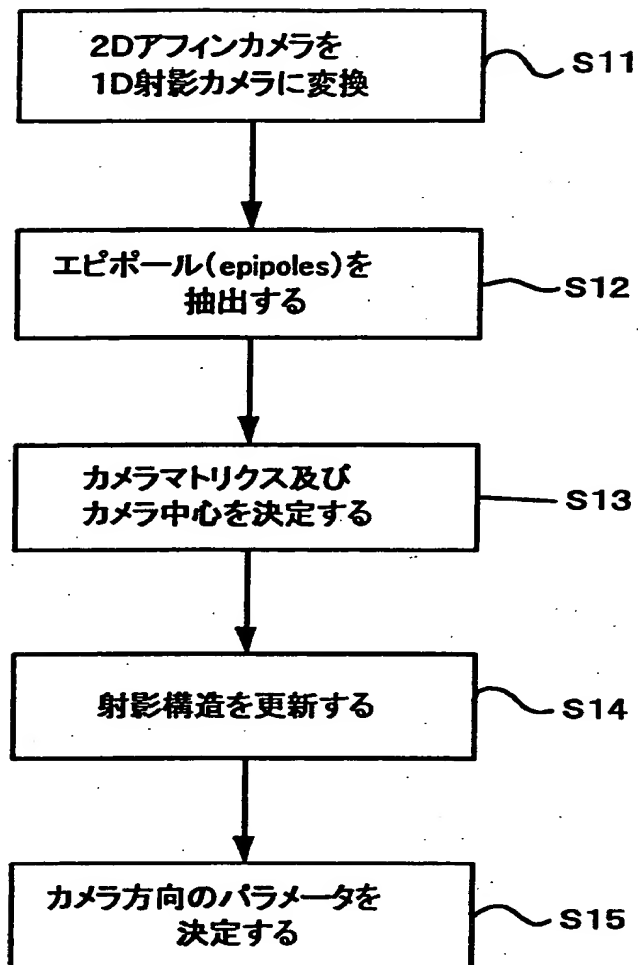 2Dアフィンカメラを
1D射影カメラに変換
S11
エピポール(epipoles)を
抽出する
S12
カメラマトリクス及び
カメラ中心を決定する
S13
射影構造を更新する
S14
カメラ方向のパラメータを
決定する
S15